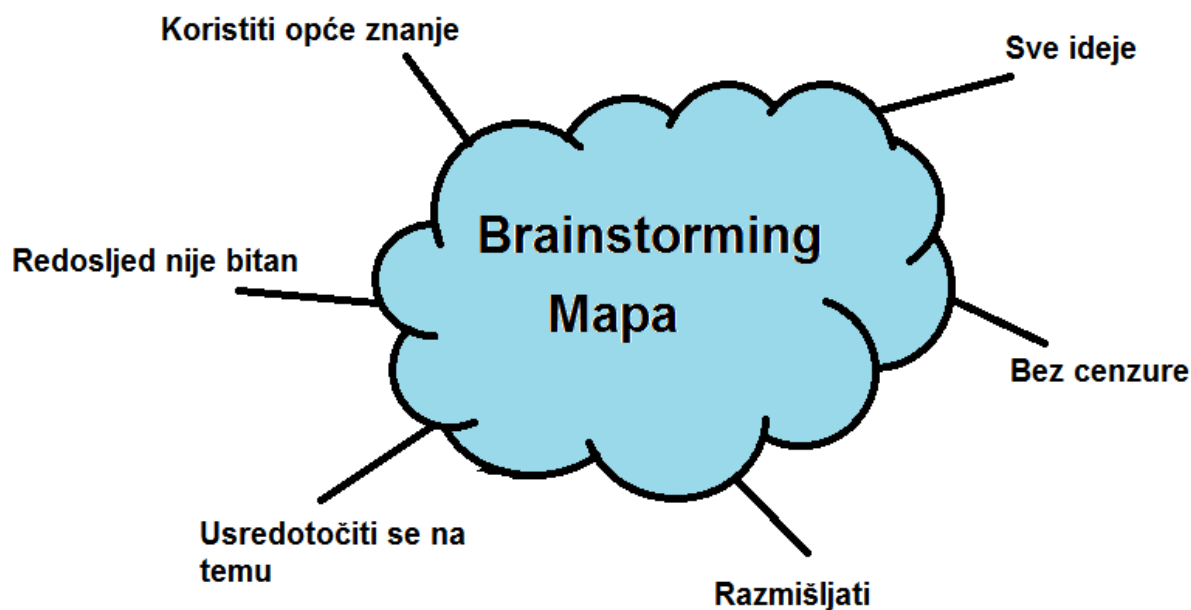 Koristiti opće znanje
Sve ideje
Brainstorming
Mapa
Redosljed nije bitan
Bez cenzure
Usredotočiti se na
temu
Razmišljati